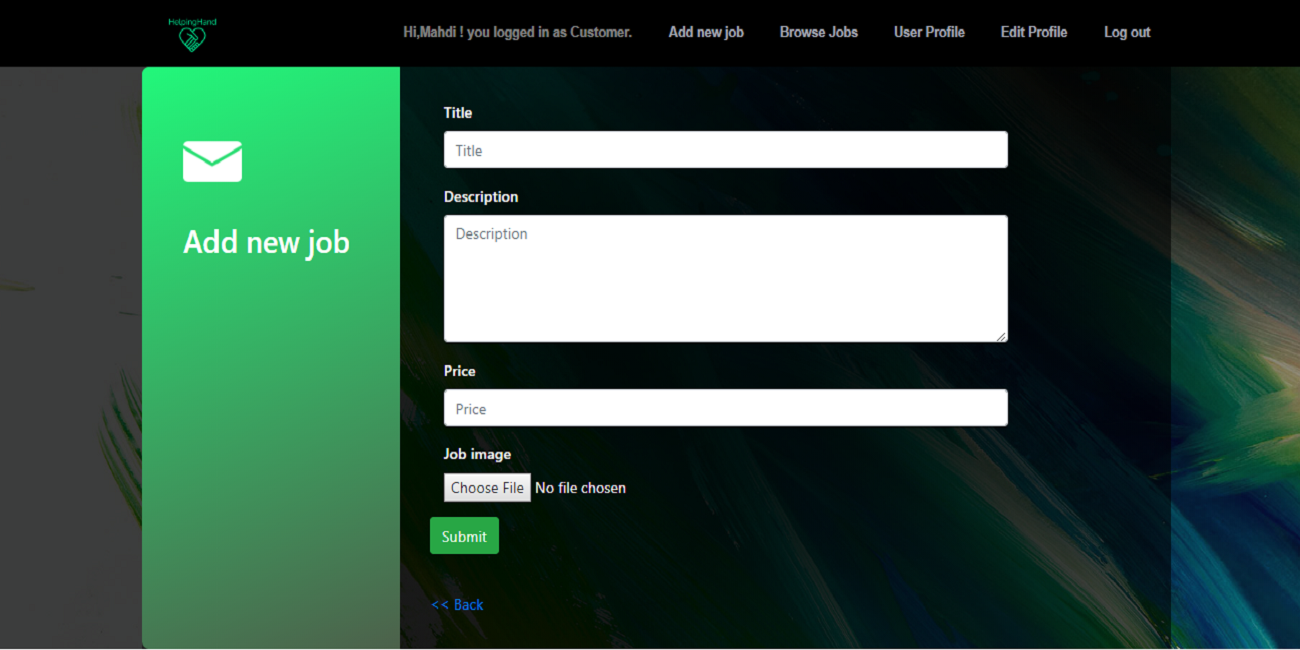 HelpingHand
Hi,Mahdi ! you logged in as Customer. Add new job Browse Jobs User Profile Edit Profile Log out
Add new job
Title
Title
Description
Description
Price
Price
Job image
Choose File No file chosen
Submit
<< Back